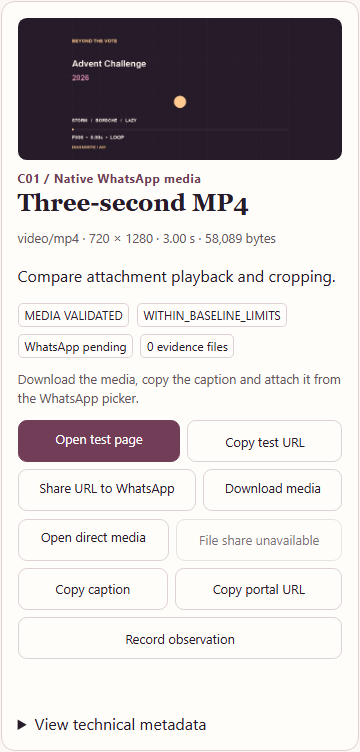 BEYOND THE VOTE
Advent Challenge
2026
STORM / BORSCHE / LAZY
F000 · 0.00s · LOOP
C01 / Native WhatsApp media
Three-second MP4
video/mp4 · 720 × 1280 · 3.00 s · 58,089 bytes
Compare attachment playback and cropping.
MEDIA VALIDATED
WITHIN_BASELINE_LIMITS
WhatsApp pending
0 evidence files
Download the media, copy the caption and attach it from
the WhatsApp picker.
Open test page
Copy test URL
Share URL to WhatsApp
Download media
Open direct media
File share unavailable
Copy caption
Copy portal URL
Record observation
View technical metadata